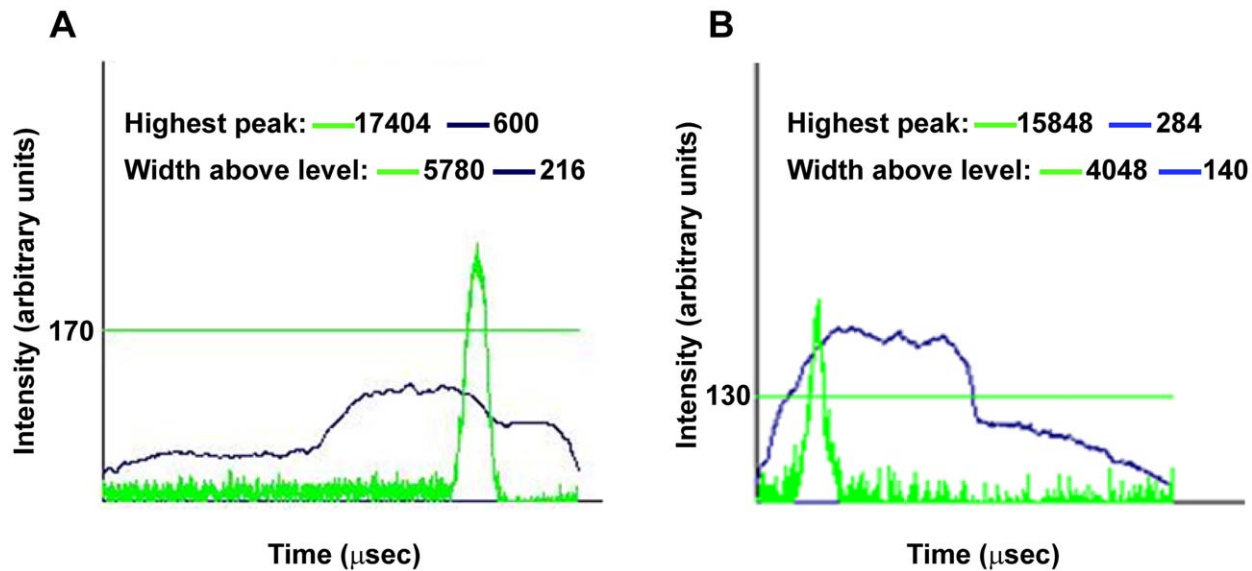 A
Highest peak: 17404 600
Width above level: 5780 216
170
Intensity (arbitrary units)
Time (μsec)
B
Highest peak: 15848 284
Width above level: 4048 140
130
Intensity (arbitrary units)
Time (μsec)